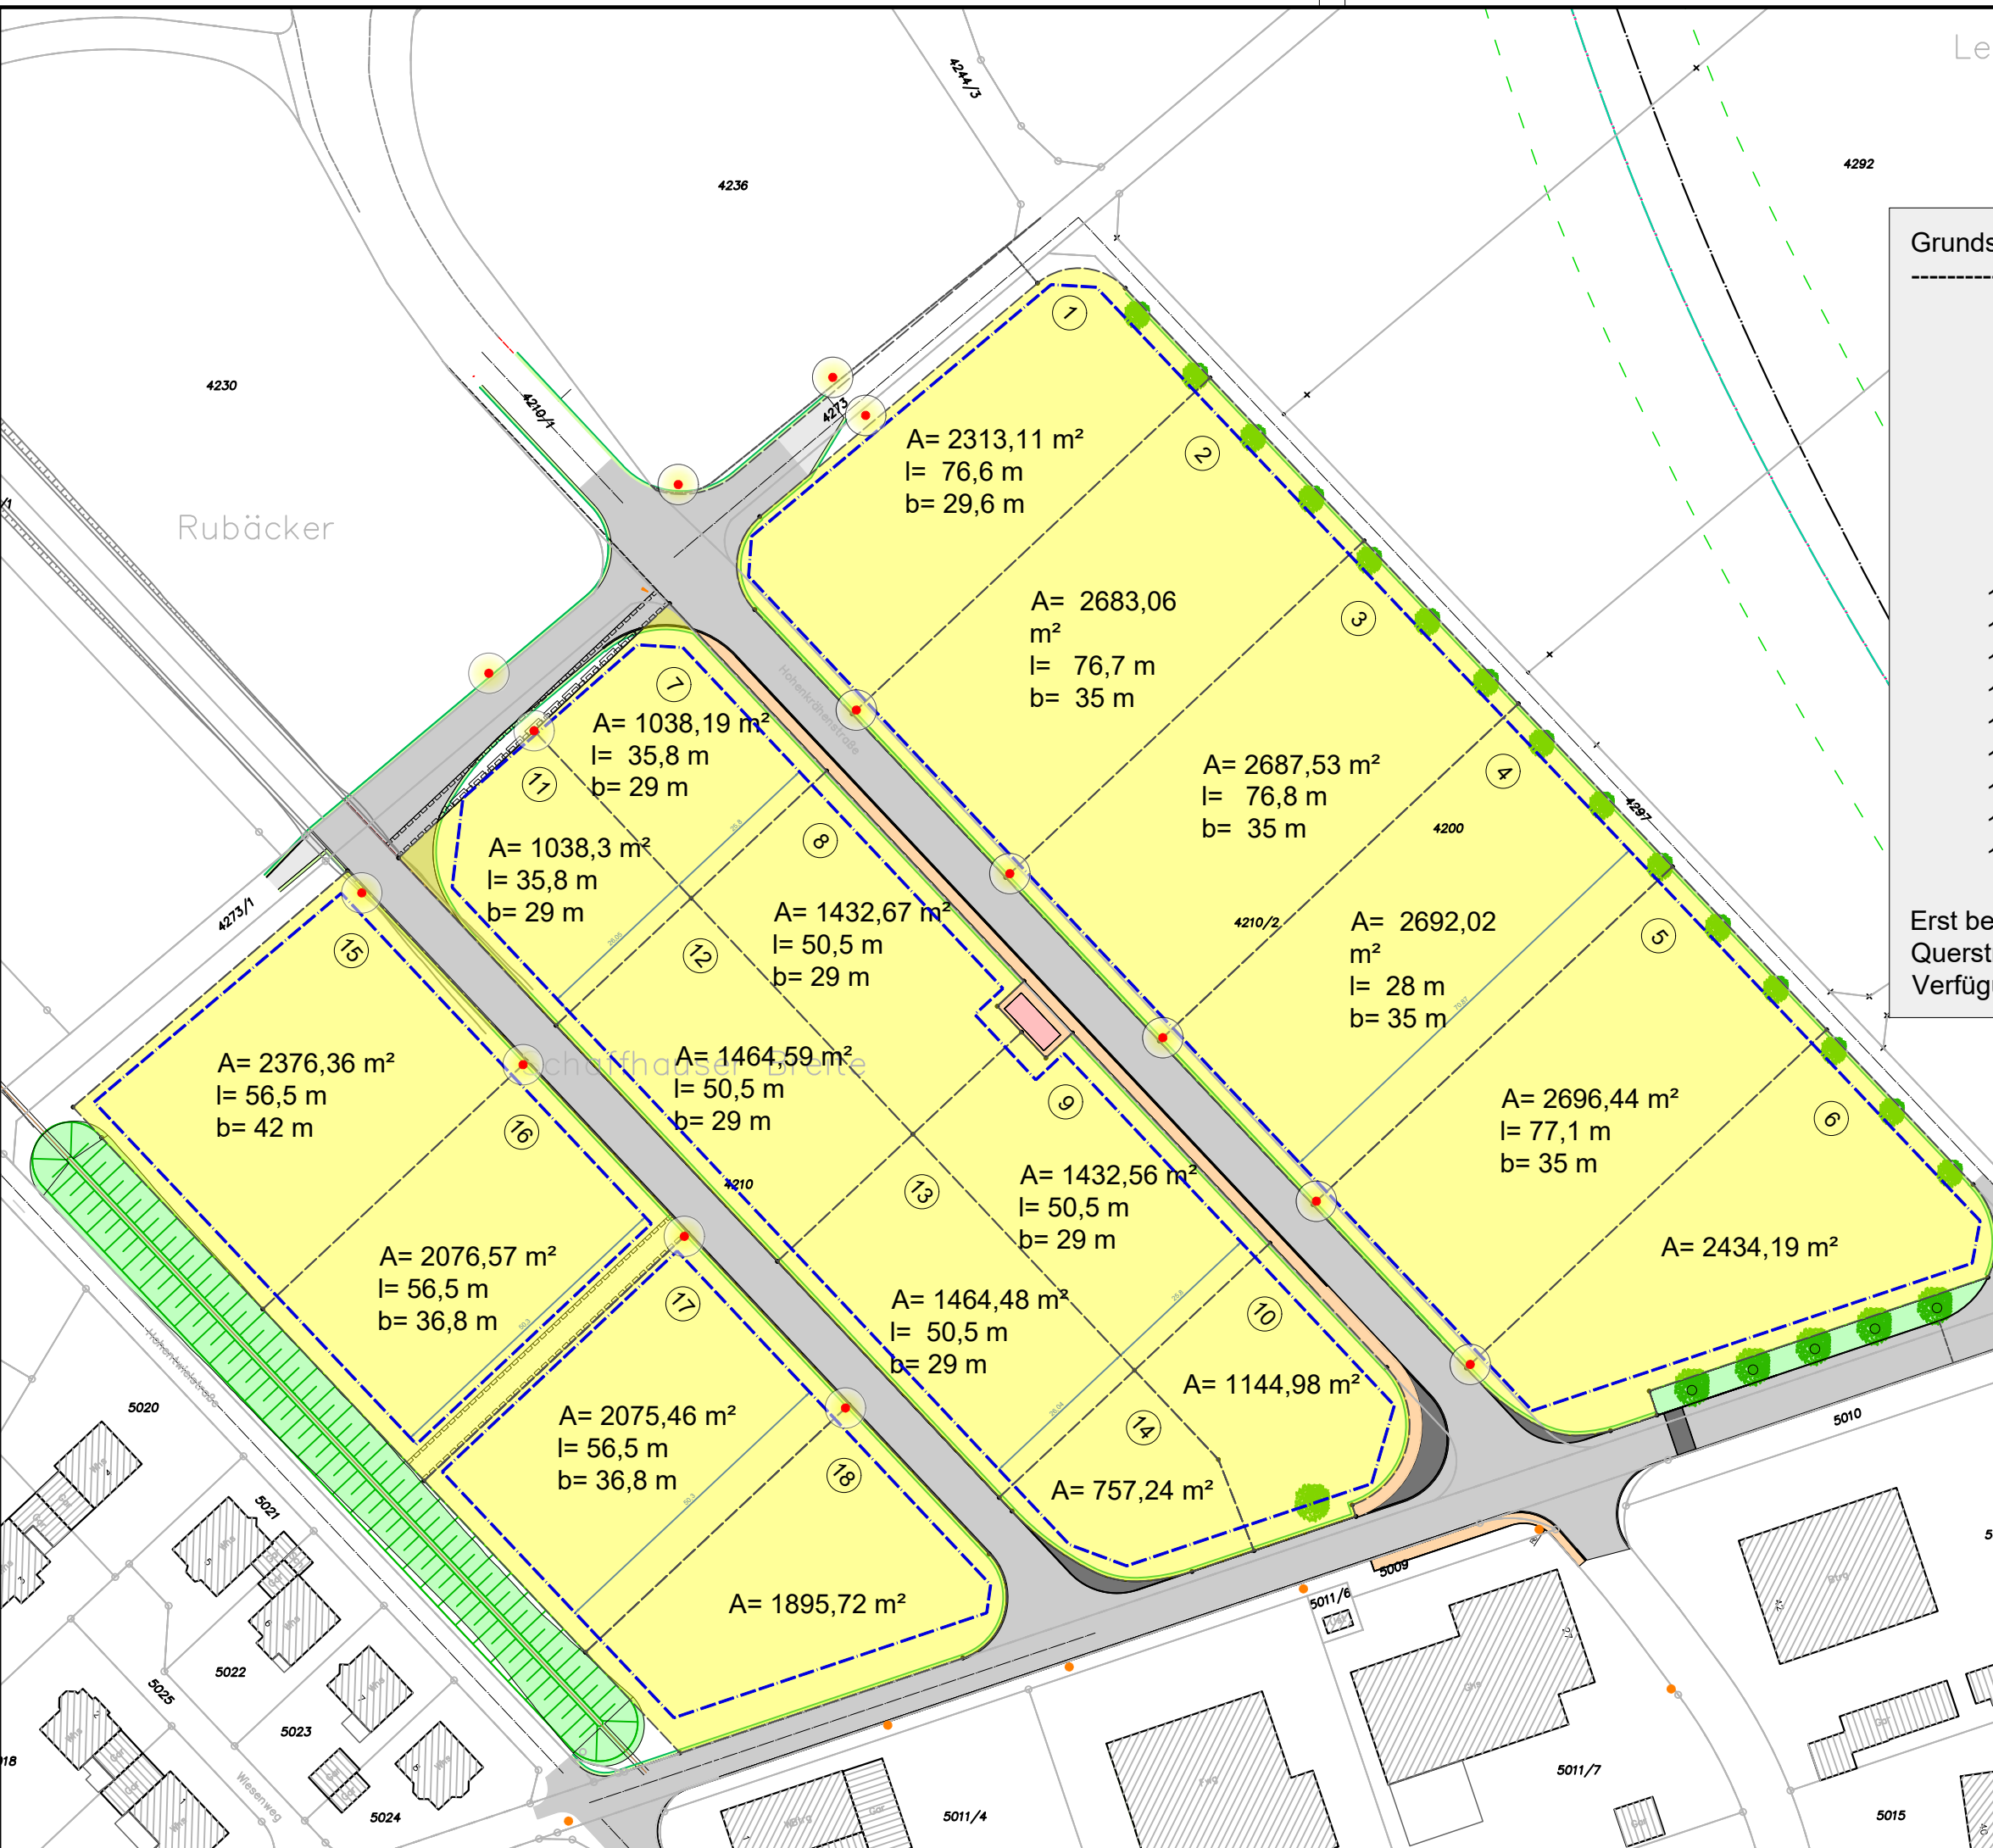 Le
4244/3
4292
4236
Grunds
------------
4230
1
4210/1
4273
2
A= 2313,11 m²
l= 76,6 m
b= 29,6 m
/1
Rubäcker
A= 2683,06
m²
l= 76,7 m
b= 35 m
3
Hohenkrähenstraße
7
A= 1038,19 m²
l= 35,8 m
b= 29 m
11
A= 2687,53 m²
l= 76,8 m
b= 35 m
4
4297
4200
8
A= 1038,3 m²
l= 35,8 m
b= 29 m
4273/1
A= 1432,67 m²
l= 50,5 m
b= 29 m
4210/2
A= 2692,02
m²
l= 28 m
b= 35 m
5
Erst be
Querst
Verfüg
15
12
A= 2376,36 m²
l= 56,5 m
b= 42 m
Schaffhauser Breite
A= 1464,59 m²
l= 50,5 m
b= 29 m
9
A= 2696,44 m²
l= 77,1 m
b= 35 m
6
16
4210
13
A= 1432,56 m²
l= 50,5 m
b= 29 m
A= 2434,19 m²
A= 2076,57 m²
l= 56,5 m
b= 36,8 m
17
A= 1464,48 m²
l= 50,5 m
b= 29 m
10
Hohentwielstraße
A= 1144,98 m²
5020
A= 2075,46 m²
l= 56,5 m
b= 36,8 m
14
5010
18
A= 757,24 m²
5021
5009
5011/6
A= 1895,72 m²
5022
5025
5023
Wiesenweg
5024
5011/4
5011/7
5015